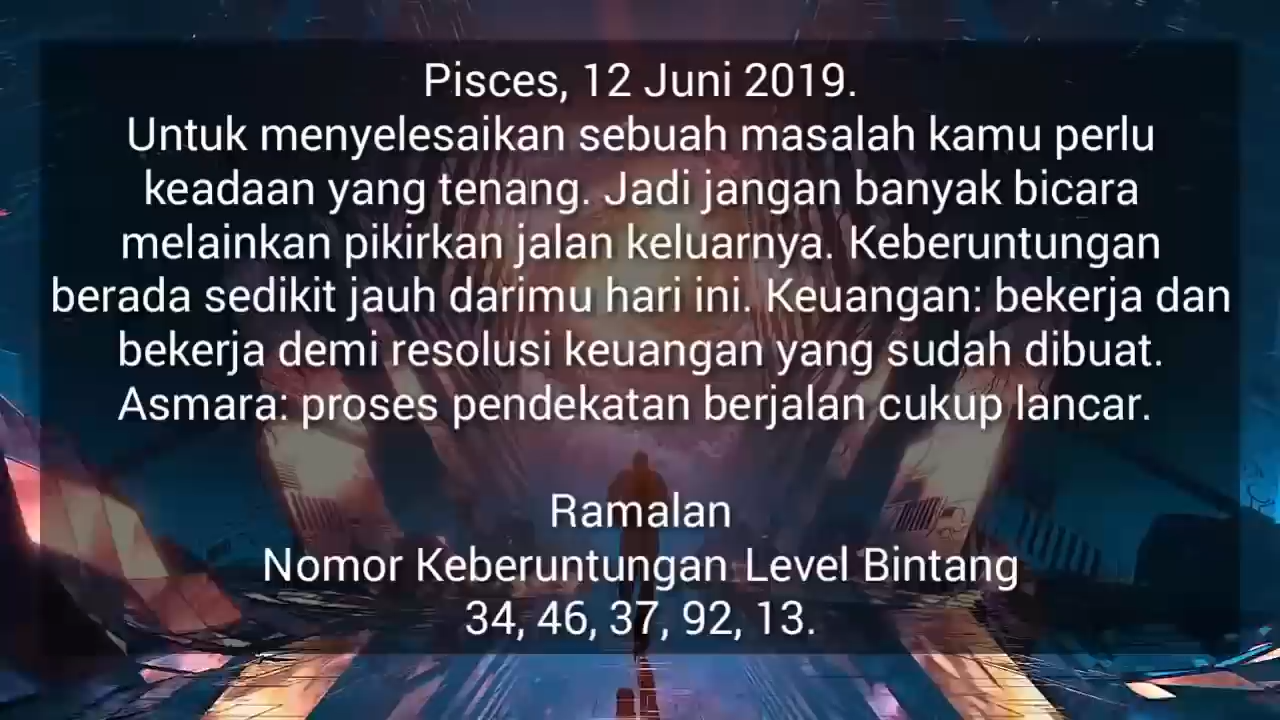 Pisces, 12 Juni 2019.
Untuk menyelesaikan sebuah masalah kamu perlu
keadaan yang tenang. Jadi jangan banyak bicara
melainkan pikirkan jalan keluarnya. Keberuntungan
berada sedikit jauh darimu hari ini. Keuangan: bekerja dan
bekerja demi resolusi keuangan yang sudah dibuat.
Asmara: proses pendekatan berjalan cukup lancar.
Ramalan
Nomor Keberuntungan Level Bintang
34, 46, 37, 92, 13.